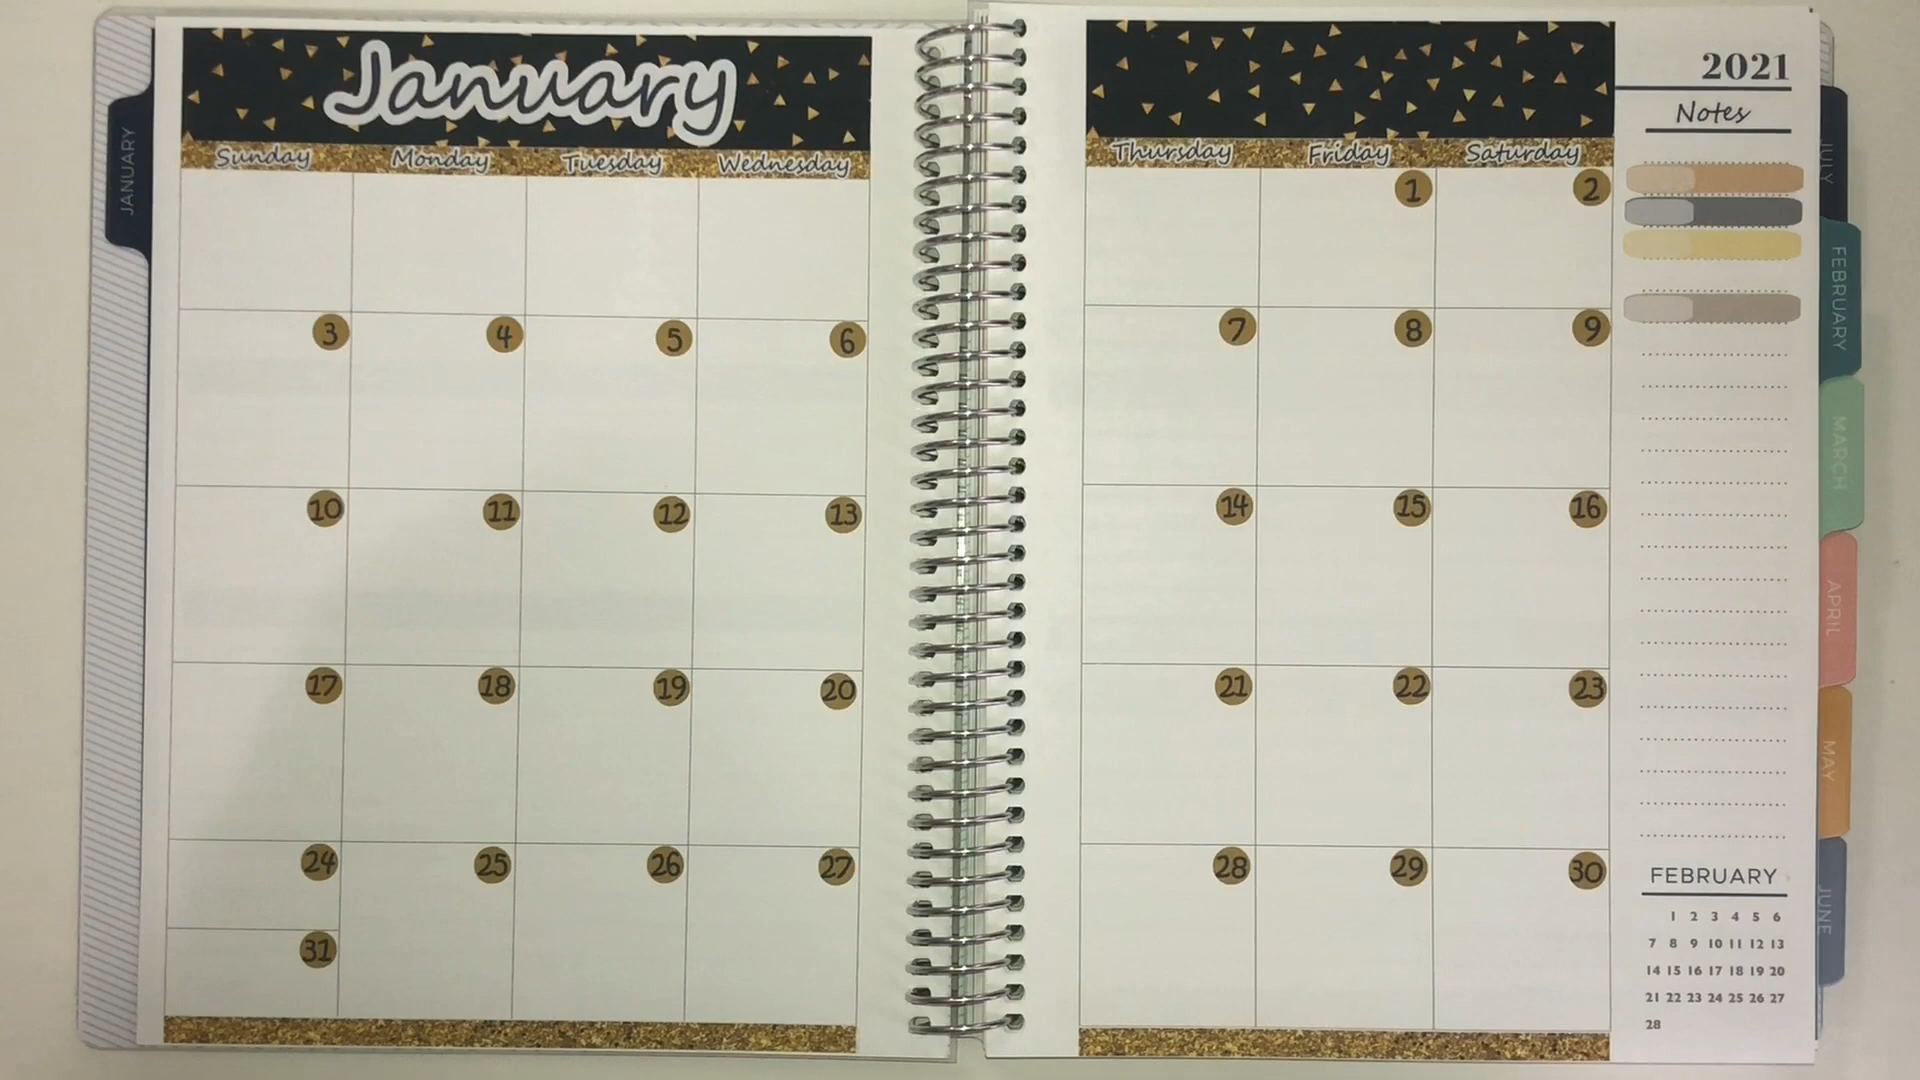 January
Sunday Monday Tuesday Wednesday
3 4 5 6
10 11 12 13
17 18 19 20
24 25 26 27
31
JANUARY
Thursday Friday Saturday
1 2
7 8 9
14 15 16
21 22 23
28 29 30
2021
Notes
FEBRUARY
1 2 3 4 5 6
7 8 9 10 11 12 13
14 15 16 17 18 19 20
21 22 23 24 25 26 27
28
JULY
FEBRUARY
MARCH
APRIL
MAY
JUNE